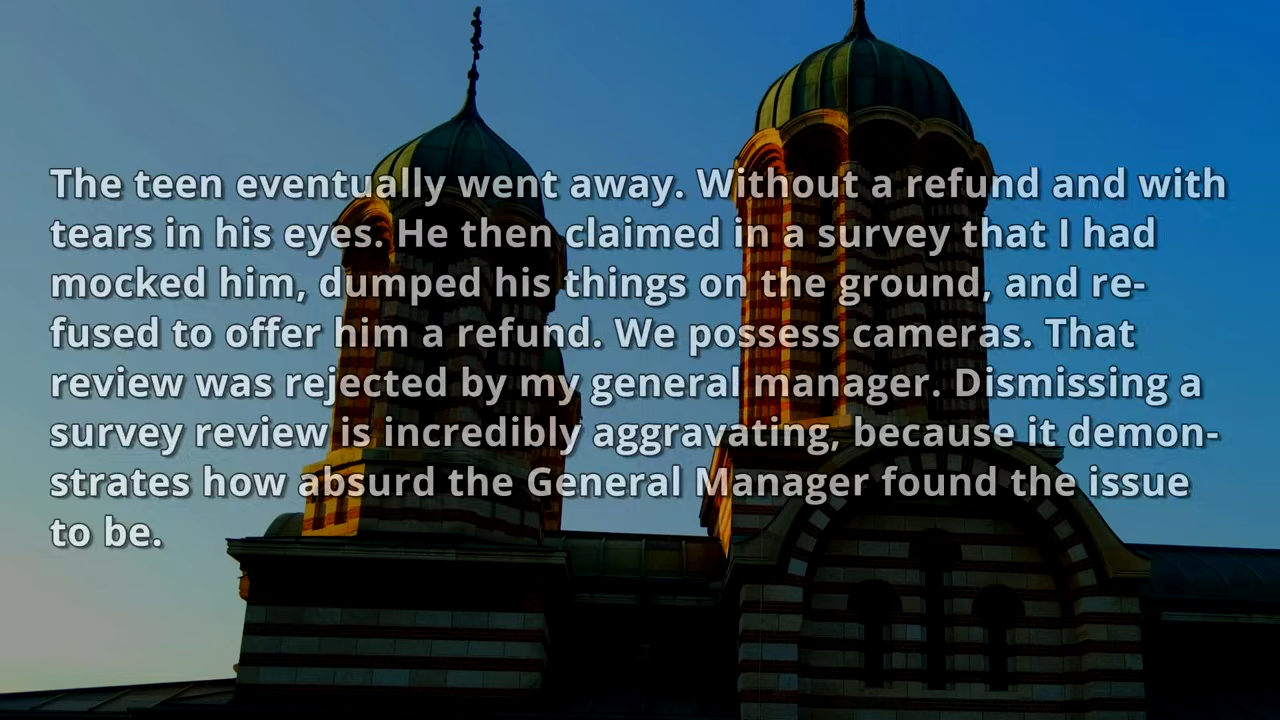 The teen eventually went away. Without a refund and with
tears in his eyes. He then claimed in a survey that I had
mocked him, dumped his things on the ground, and re-
fused to offer him a refund. We possess cameras. That
review was rejected by my general manager. Dismissing a
survey review is incredibly aggravating, because it demon-
strates how absurd the General Manager found the issue
to be.